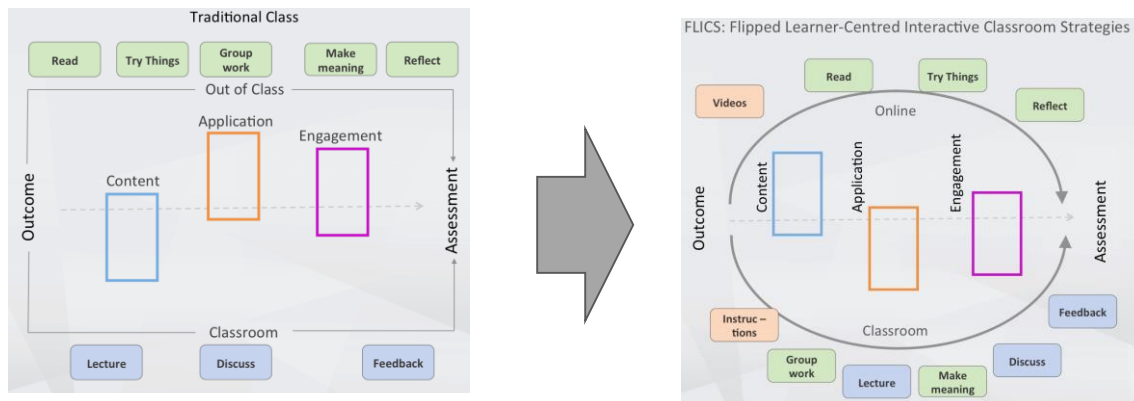 Traditional Class
Read
Try Things
Group
work
Make
meaning
Reflect
Out of Class
Application
Engagement
Content
Outcome
Assessment
Classroom
Lecture
Discuss
Feedback
FLICS: Flipped Learner-Centred Interactive Classroom Strategies
Read
Try Things
Videos
Reflect
Online
Content
Application
Engagement
Outcome
Assessment
Instruc –
tions
Classroom
Feedback
Group
work
Lecture
Make
meaning
Discuss